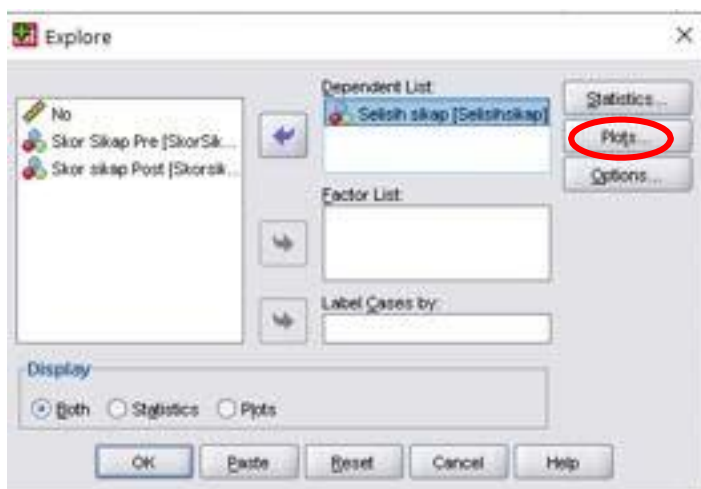 Explore
No
Skor Sikap Pre [SkorSik...
Skor sikap Post [Skorsik...
Dependent List:
Selisih sikap [Selisihsikap]
Factor List:
Label Cases by:
Statistics...
Plots...
Options...
Display
Both Statistics Plots
OK Paste Reset Cancel Help